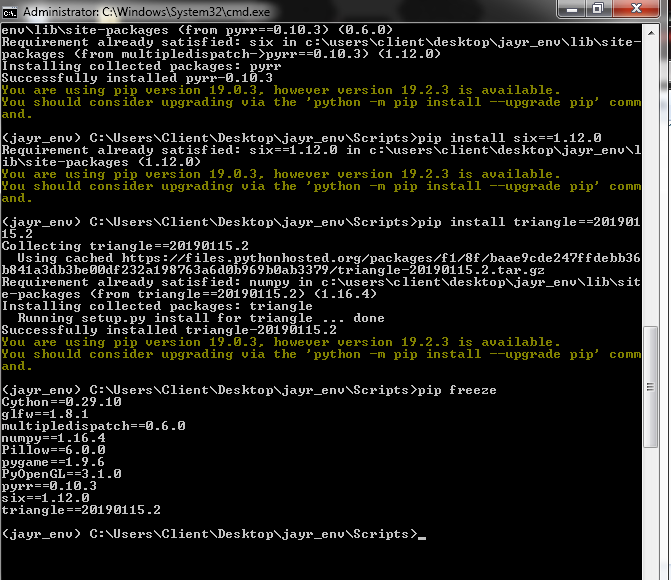 Administrator: C:\Windows\System32\cmd.exe
env\lib\site-packages (from pyrr==0.10.3) (0.6.0)
Requirement already satisfied: six in c:\users\client\desktop\jayr_env\lib\site-
packages (from multipledispatch->pyrr==0.10.3) (1.12.0)
Installing collected packages: pyrr
Successfully installed pyrr-0.10.3
You are using pip version 19.0.3, however version 19.2.3 is available.
You should consider upgrading via the 'python -m pip install --upgrade pip' comm
and.
(jayr_env) C:\Users\Client\Desktop\jayr_env\Scripts>pip install six==1.12.0
Requirement already satisfied: six==1.12.0 in c:\users\client\desktop\jayr_env\l
ib\site-packages (1.12.0)
You are using pip version 19.0.3, however version 19.2.3 is available.
You should consider upgrading via the 'python -m pip install --upgrade pip' comm
and.
(jayr_env) C:\Users\Client\Desktop\jayr_env\Scripts>pip install triangle==201901
15.2
Collecting triangle==20190115.2
Using cached https://files.pythonhosted.org/packages/f1/8f/baae9cde247ffdebb36
b841a3db3be00df232a198763a6d0b969b0ab3379/triangle-20190115.2.tar.gz
Requirement already satisfied: numpy in c:\users\client\desktop\jayr_env\lib\sit
e-packages (from triangle==20190115.2) (1.16.4)
Installing collected packages: triangle
Running setup.py install for triangle ... done
Successfully installed triangle-20190115.2
You are using pip version 19.0.3, however version 19.2.3 is available.
You should consider upgrading via the 'python -m pip install --upgrade pip' comm
and.
(jayr_env) C:\Users\Client\Desktop\jayr_env\Scripts>pip freeze
Cython==0.29.10
glfw==1.8.1
multipledispatch==0.6.0
numpy==1.16.4
Pillow==6.0.0
pygame==1.9.6
PyOpenGL==3.1.0
pyrr==0.10.3
six==1.12.0
triangle==20190115.2
(jayr_env) C:\Users\Client\Desktop\jayr_env\Scripts>_